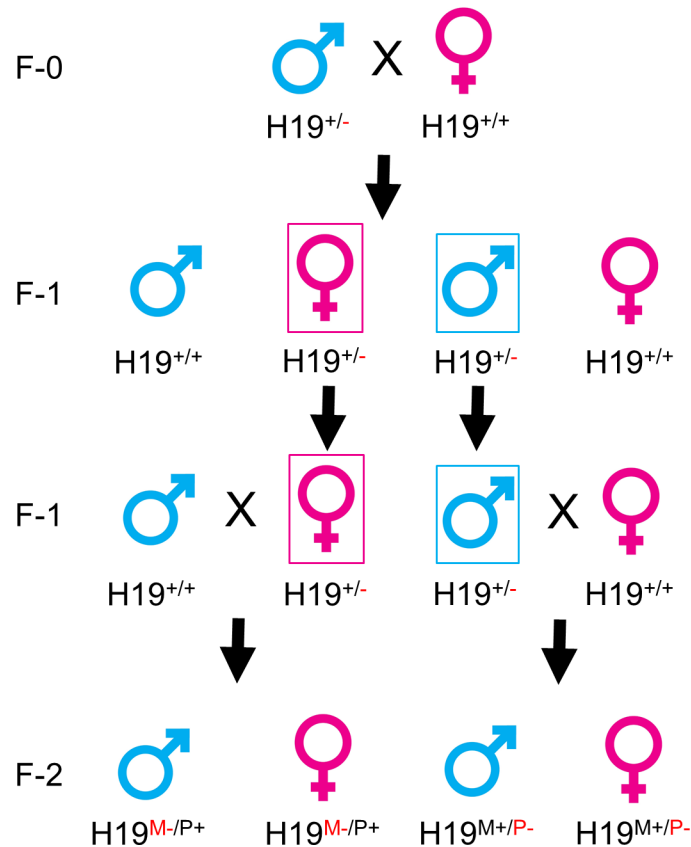 F-0 X
H19+/- H19+/+
F-1
H19+/+ H19+/- H19+/- H19+/+
F-1 X X
H19+/+ H19+/- H19+/- H19+/+
F-2
H19M-/P+ H19M-/P+ H19M+/P- H19M+/P-